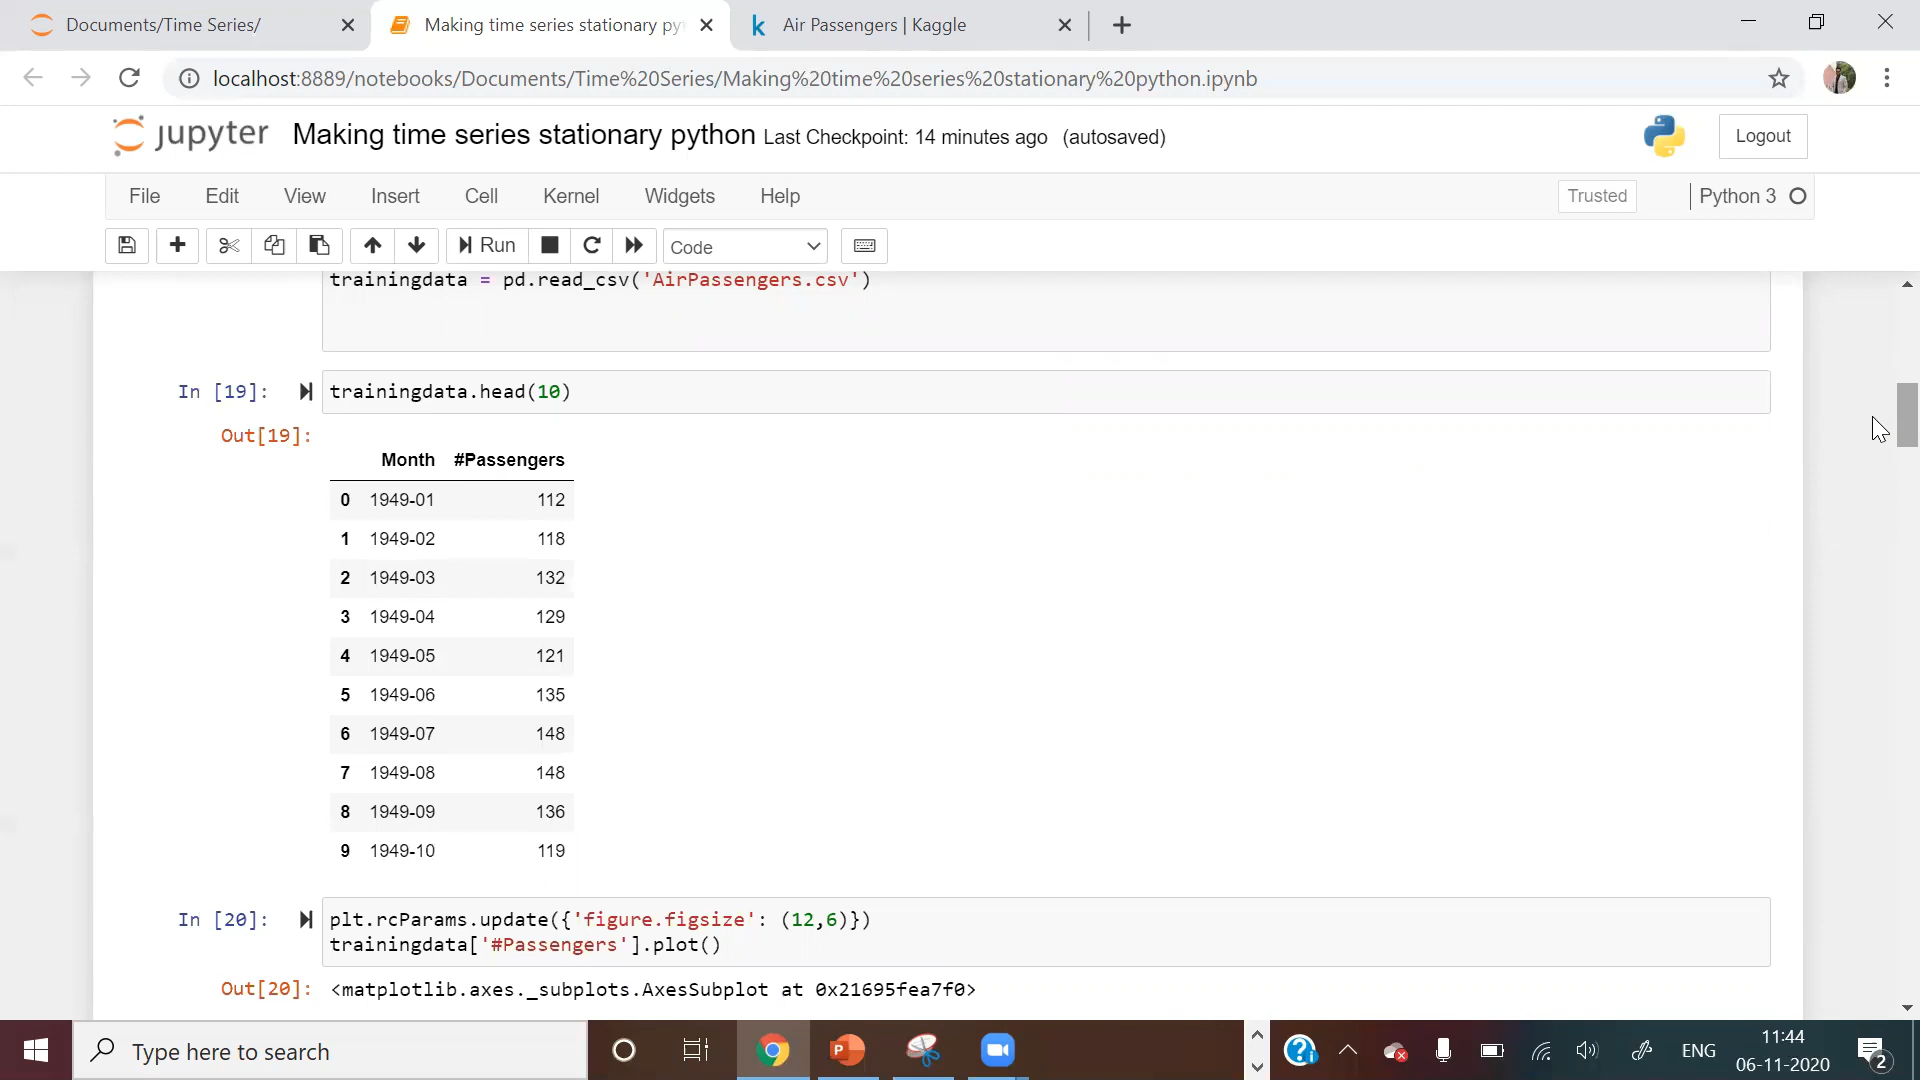 Documents/Time Series/
Making time series stationary py
Air Passengers | Kaggle
localhost:8889/notebooks/Documents/Time%20Series/Making%20time%20series%20stationary%20python.ipynb
jupyter Making time series stationary python Last Checkpoint: 14 minutes ago (autosaved)
Logout
File Edit View Insert Cell Kernel Widgets Help Trusted Python 3
Run Code
trainingdata = pd.read_csv('AirPassengers.csv')
In [19]: trainingdata.head(10)
Out[19]:
Month #Passengers
0 1949-01 112
1 1949-02 118
2 1949-03 132
3 1949-04 129
4 1949-05 121
5 1949-06 135
6 1949-07 148
7 1949-08 148
8 1949-09 136
9 1949-10 119
In [20]: plt.rcParams.update({'figure.figsize': (12,6)})
trainingdata['#Passengers'].plot()
Out[20]: <matplotlib.axes._subplots.AxesSubplot at 0x21695fea7f0>
Type here to search
ENG
11:44
06-11-2020
2